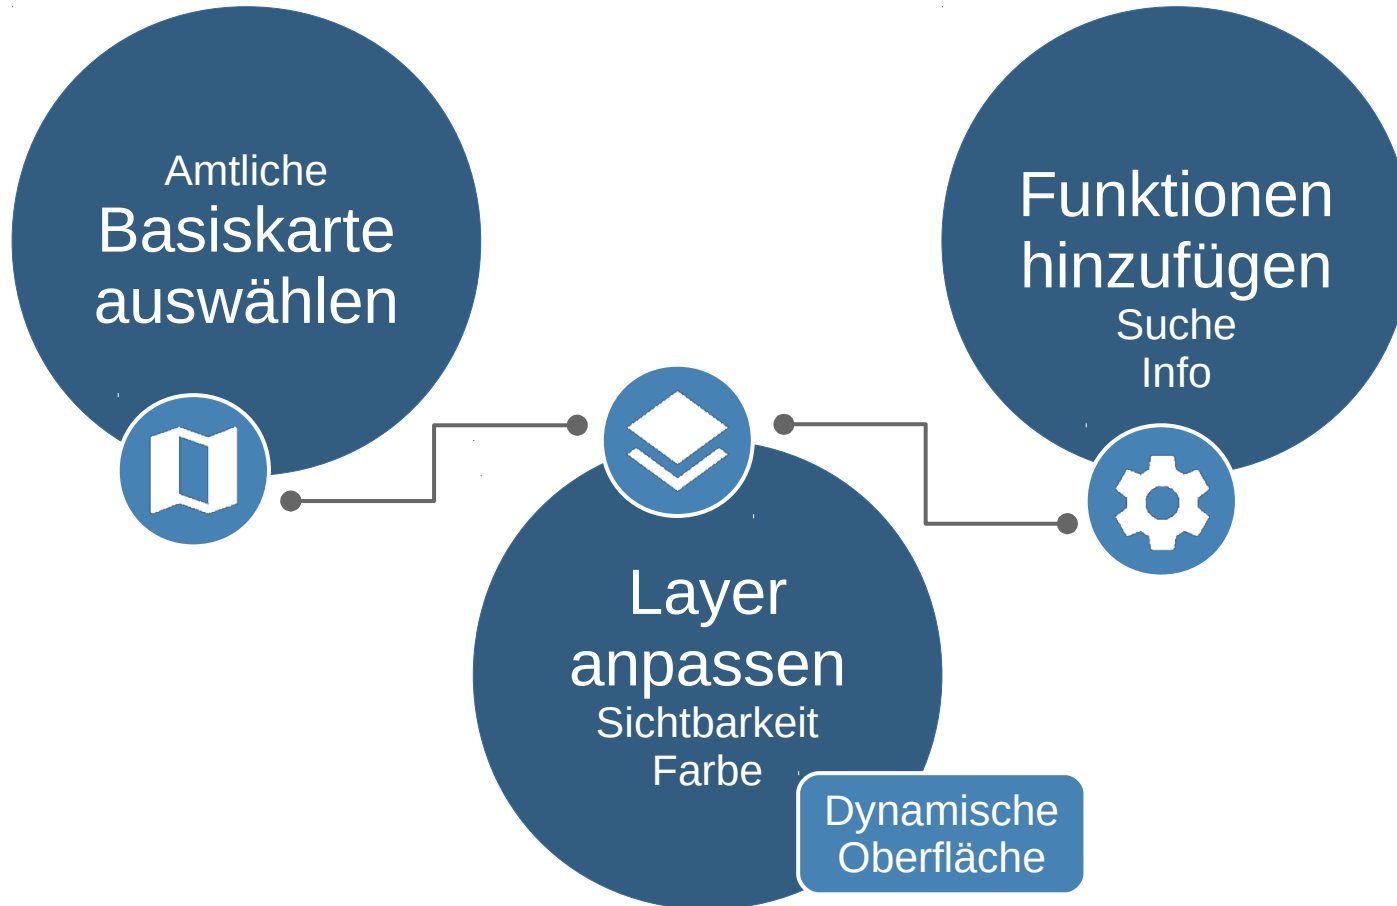 Amtliche
Basiskarte
auswählen
Layer
anpassen
Sichtbarkeit
Farbe
Dynamische
Oberfläche
Funktionen
hinzufügen
Suche
Info